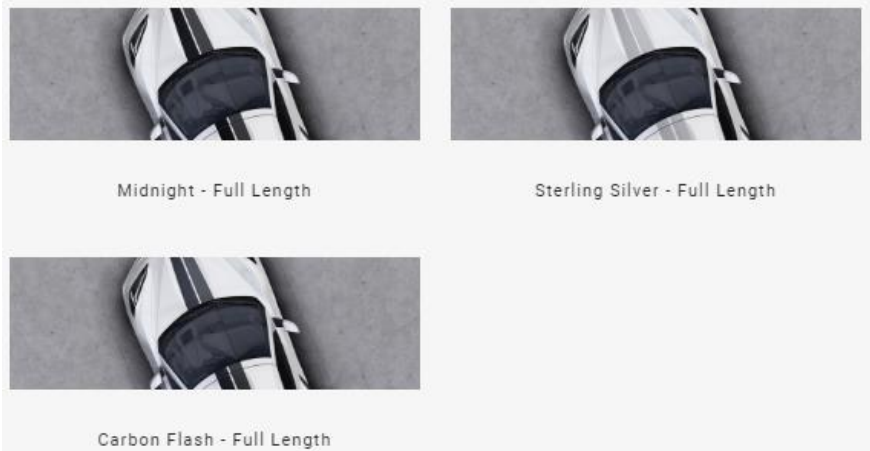 Midnight - Full Length
Sterling Silver - Full Length
Carbon Flash - Full Length